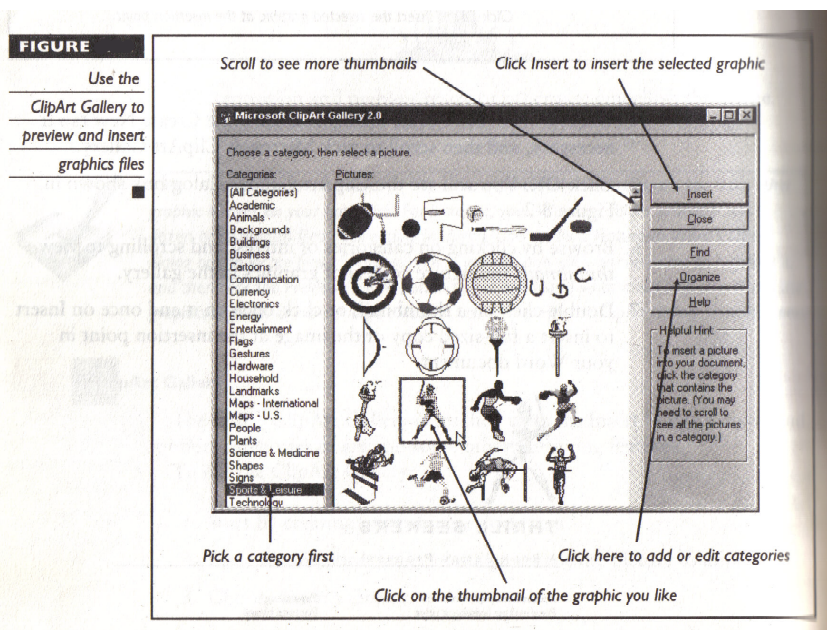 FIGURE
Use the
ClipArt Gallery to
preview and insert
graphics files
Scroll to see more thumbnails
Click Insert to insert the selected graphic
Microsoft ClipArt Gallery 2.0
Choose a category, then select a picture.
Categories:
Pictures:
(All Categories)
Academic
Animals
Backgrounds
Buildings
Business
Cartoons
Communication
Currency
Electronics
Energy
Entertainment
Flags
Gestures
Hardware
Household
Landmarks
Maps - International
Maps - U.S.
People
Plants
Science & Medicine
Shapes
Signs
Sports & Leisure
Technology
Insert
Close
Find
Organize
Help
Helpful Hint
To insert a picture
into your document,
click the category
that contains the
picture. (You may
need to scroll to
see all the pictures
in a category.)
Pick a category first
Click here to add or edit categories
Click on the thumbnail of the graphic you like